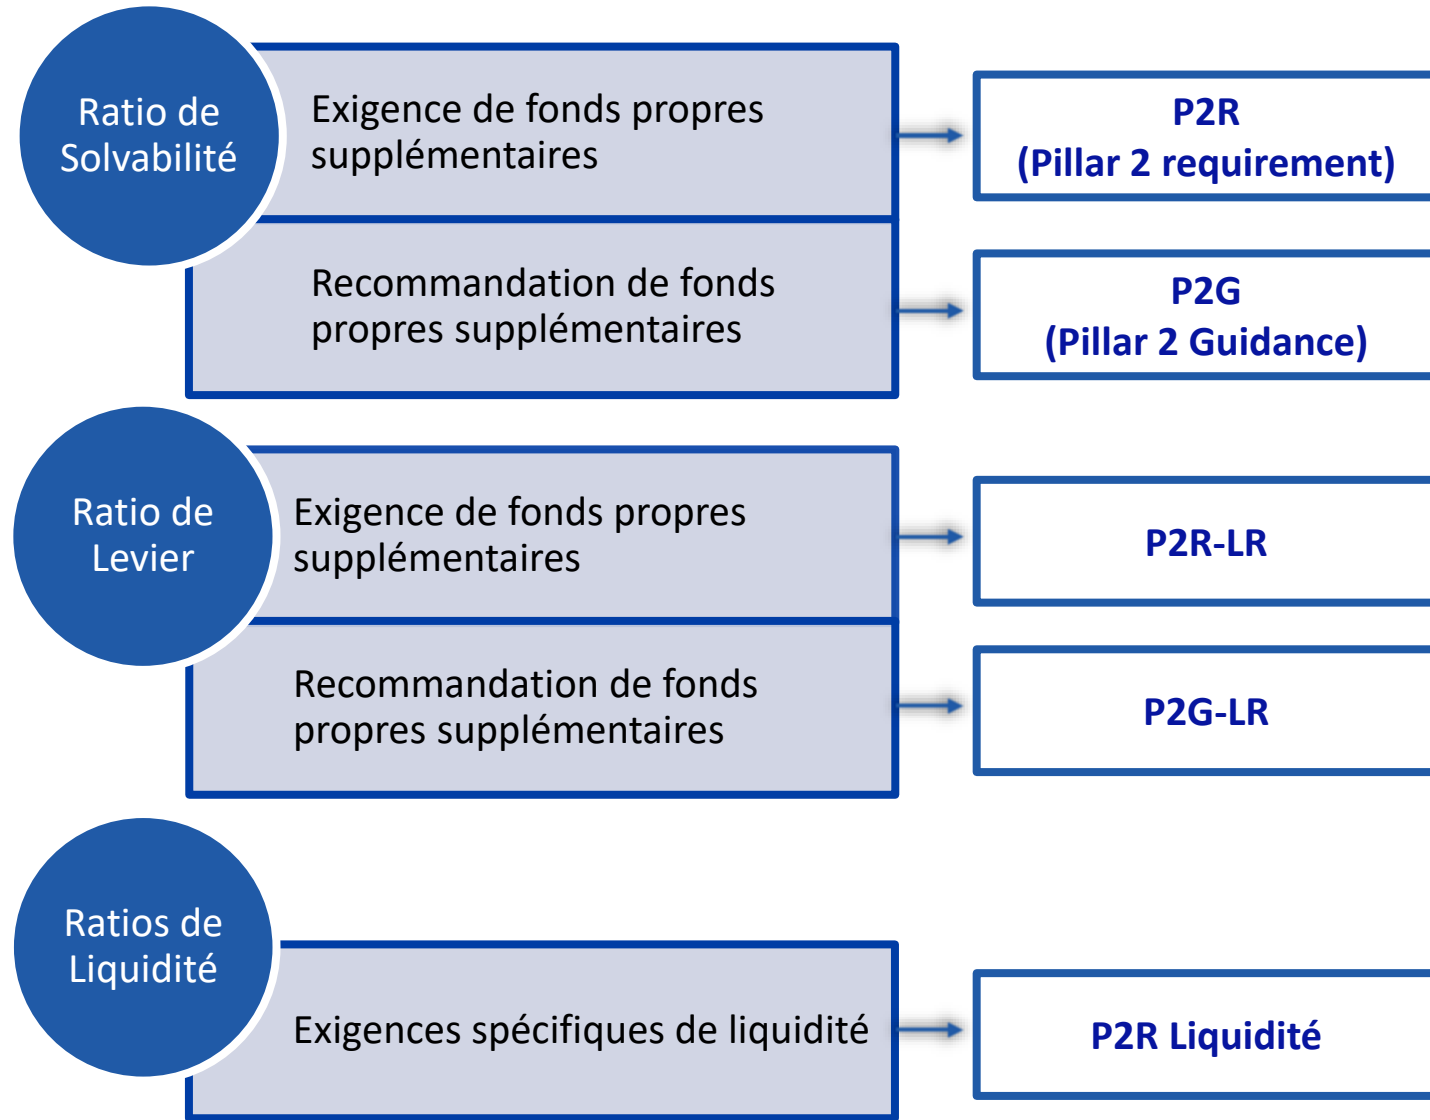 Ratio de
Solvabilité
Exigence de fonds propres
supplémentaires
P2R
(Pillar 2 requirement)
Recommandation de fonds
propres supplémentaires
P2G
(Pillar 2 Guidance)
Ratio de
Levier
Exigence de fonds propres
supplémentaires
P2R-LR
Recommandation de fonds
propres supplémentaires
P2G-LR
Ratios de
Liquidité
Exigences spécifiques de liquidité
P2R Liquidité